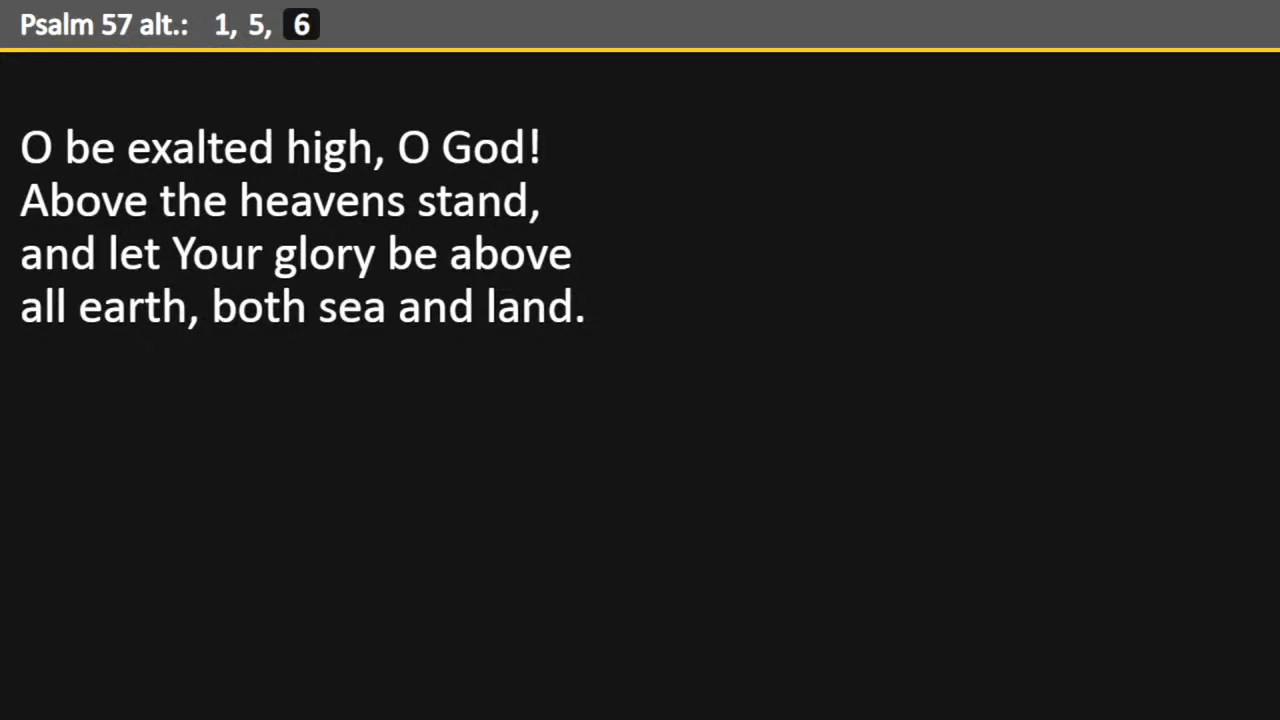 Psalm 57 alt.: 1, 5, 6
O be exalted high, O God!
Above the heavens stand,
and let Your glory be above
all earth, both sea and land.